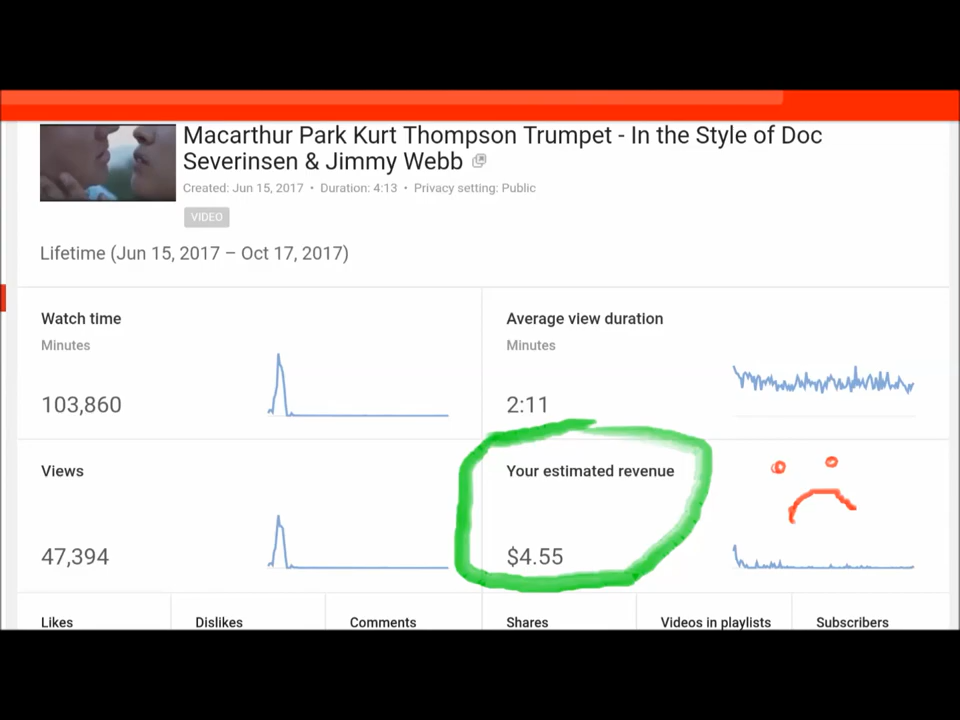 Macarthur Park Kurt Thompson Trumpet - In the Style of Doc
Severinsen & Jimmy Webb
Created: Jun 15, 2017 • Duration: 4:13 • Privacy setting: Public
VIDEO
Lifetime (Jun 15, 2017 – Oct 17, 2017)
Watch time
Minutes
103,860
Average view duration
Minutes
2:11
Views
47,394
Your estimated revenue
$4.55
Likes
Dislikes
Comments
Shares
Videos in playlists
Subscribers